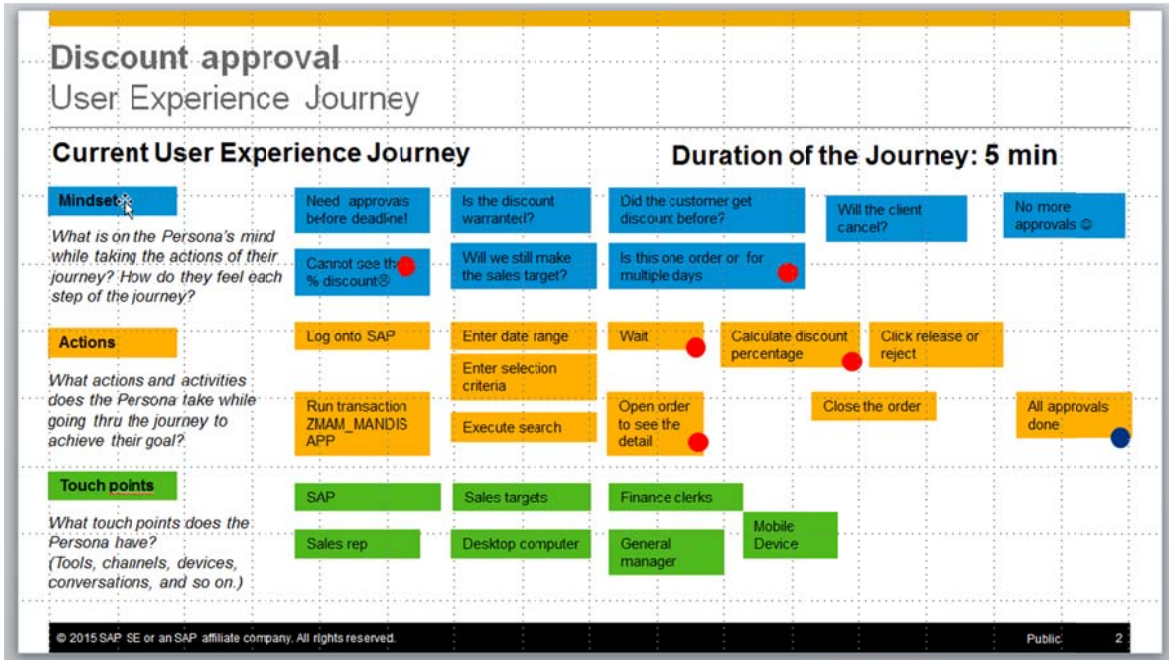 Discount approval
User Experience Journey
Current User Experience Journey
Duration of the Journey: 5 min
Mindset
What is on the Persona's mind
while taking the actions of their
journey? How do they feel each
step of the journey?
Need approvals
before deadline!
Is the discount
warranted?
Did the customer get
discount before?
Will the client
cancel?
No more
approvals ☺
Cannot see the
% discount☹
Will we still make
the sales target?
Is this one order or for
multiple days
Actions
What actions and activities
does the Persona take while
going thru the journey to
achieve their goal?
Log onto SAP
Enter date range
Wait
Calculate discount
percentage
Click release or
reject
Enter selection
criteria
Run transaction
ZMAM_MANDIS
APP
Execute search
Open order
to see the
detail
Close the order
All approvals
done
Touch points
What touch points does the
Persona have?
(Tools, channels, devices,
conversations, and so on.)
SAP
Sales targets
Finance clerks
Sales rep
Desktop computer
General
manager
Mobile
Device
© 2015 SAP SE or an SAP affiliate company. All rights reserved.
Public
2